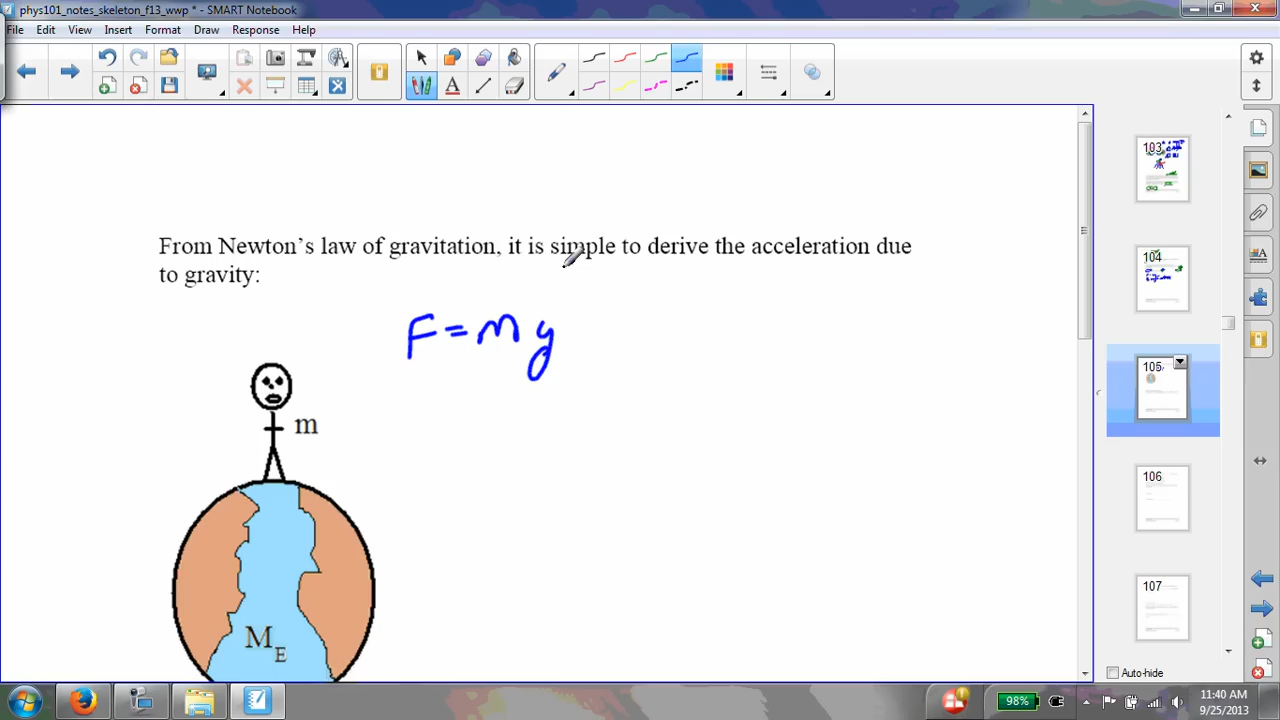 phys101_notes_skeleton_f13_wwp * - SMART Notebook
File Edit View Insert Format Draw Response Help
From Newton's law of gravitation, it is simple to derive the acceleration due
to gravity:
F = m g
m
M E
103
104
105
106
107
Auto-hide
98%
11:40 AM
9/25/2013